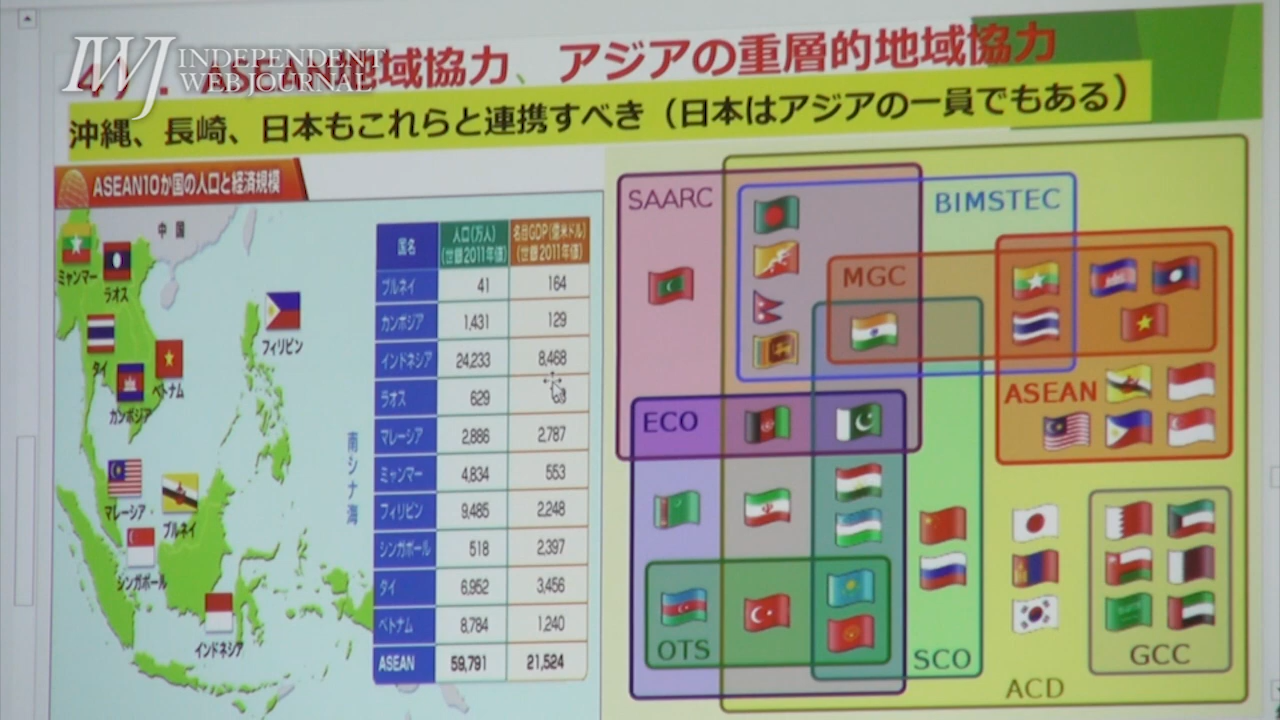 IWJ INDEPENDENT
WEB JOURNAL
地域協力、アジアの重層的地域協力
沖縄、長崎、日本もこれらと連携すべき（日本はアジアの一員でもある）
ASEAN10か国の人口と経済規模
中国
ミャンマー
ラオス
タイ
ベトナム
カンボジア
フィリピン
マレーシア
ブルネイ
シンガポール
インドネシア
南シナ海
国名 人口(万人)(世銀2011年値) 名目GDP(億米ドル)(世銀2011年値)
ブルネイ 41 164
カンボジア 1,431 129
インドネシア 24,233 8,468
ラオス 629
マレーシア 2,886 2,787
ミャンマー 4,834 553
フィリピン 9,485 2,248
シンガポール 518 2,397
タイ 6,952 3,456
ベトナム 8,784 1,240
ASEAN 59,791 21,524
SAARC
BIMSTEC
MGC
ECO
ASEAN
OTS
SCO
GCC
ACD